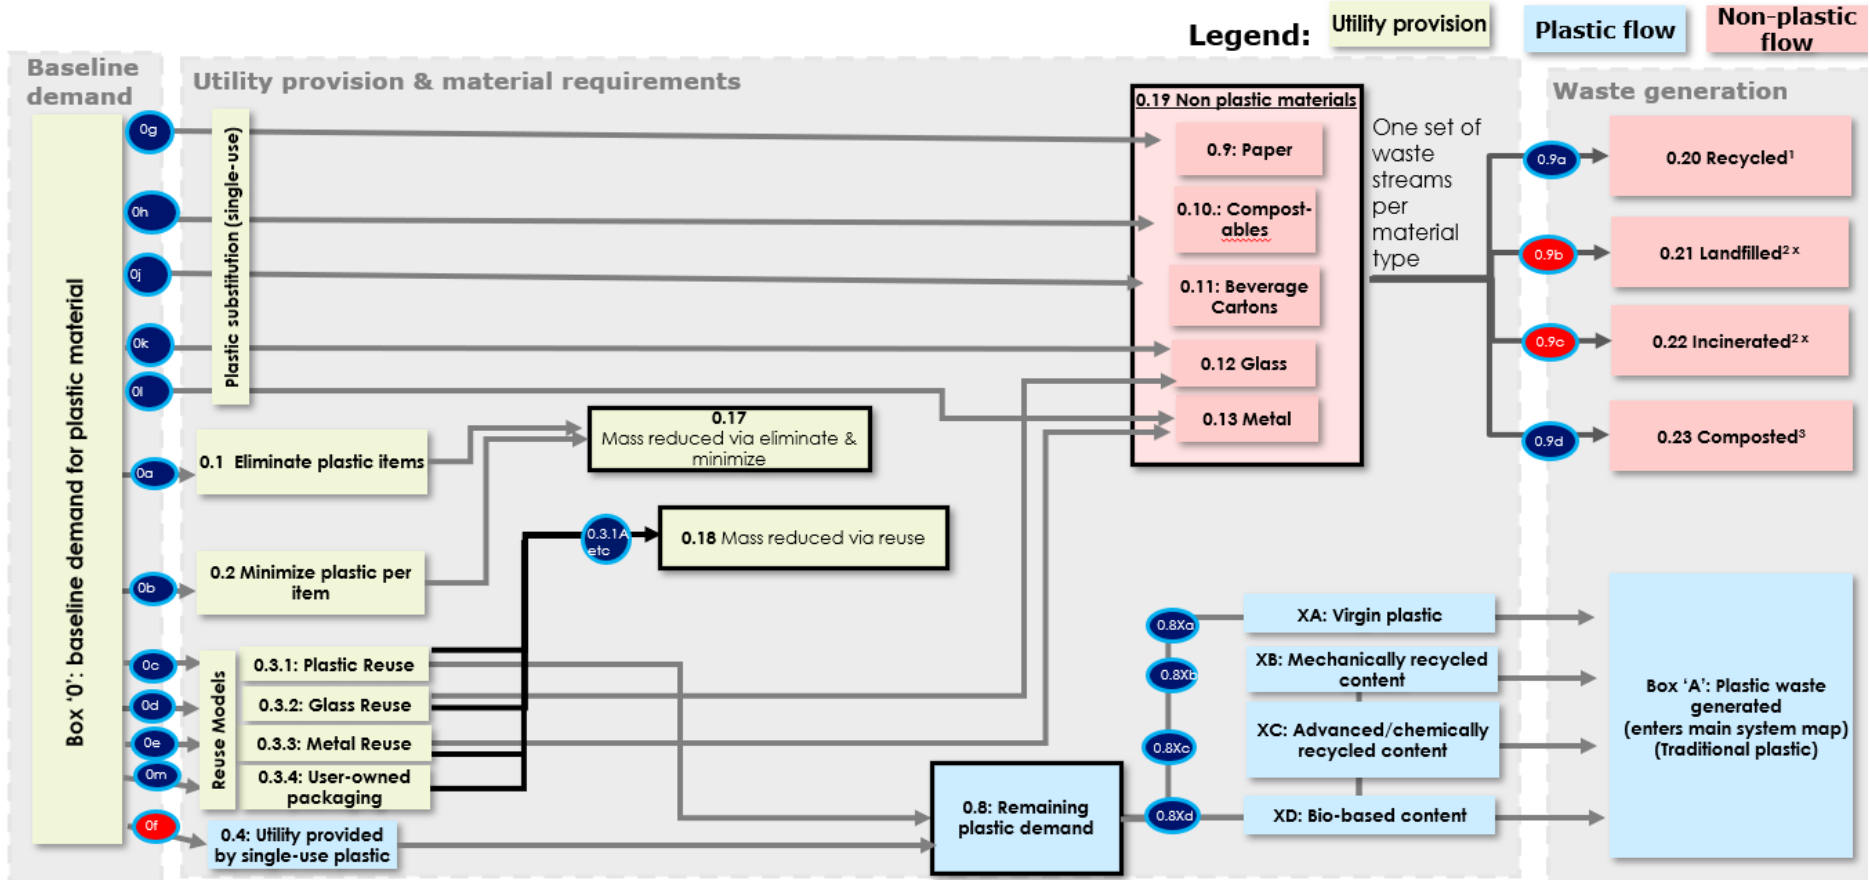 Legend:
Utility provision
Plastic flow
Non-plastic
flow
Baseline
demand
Utility provision & material requirements
Waste generation
Box ‘0’: baseline demand for plastic material
0g
0h
0j
0k
0l
0a
0b
0c
0d
0e
0m
0f
Plastic substitution (single-use)
0.1 Eliminate plastic items
0.2 Minimize plastic per
item
Reuse Models
0.3.1: Plastic Reuse
0.3.2: Glass Reuse
0.3.3: Metal Reuse
0.3.4: User-owned
packaging
0.4: Utility provided
by single-use plastic
0.17
Mass reduced via eliminate &
minimize
0.3.1A
etc
0.18 Mass reduced via reuse
0.8: Remaining
plastic demand
0.19 Non plastic materials
0.9: Paper
0.10.: Compost-
ables
0.11: Beverage
Cartons
0.12 Glass
0.13 Metal
One set of
waste
streams
per
material
type
0.9a
0.9b
0.9c
0.9d
0.20 Recycled¹
0.21 Landfilled² ˣ
0.22 Incinerated² ˣ
0.23 Composted³
0.8Xa
0.8Xb
0.8Xc
0.8Xd
XA: Virgin plastic
XB: Mechanically recycled
content
XC: Advanced/chemically
recycled content
XD: Bio-based content
Box ‘A’: Plastic waste
generated
(enters main system map)
(Traditional plastic)